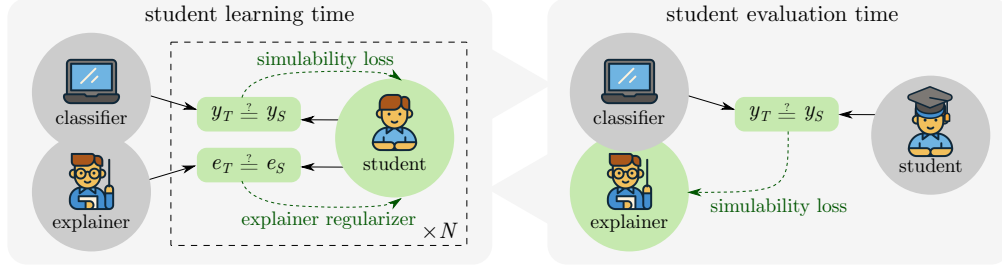 student learning time
simulability loss
classifier
y_T ≟ y_S
student
e_T ≟ e_S
explainer
explainer regularizer
×N
student evaluation time
classifier
y_T ≟ y_S
student
explainer
simulability loss